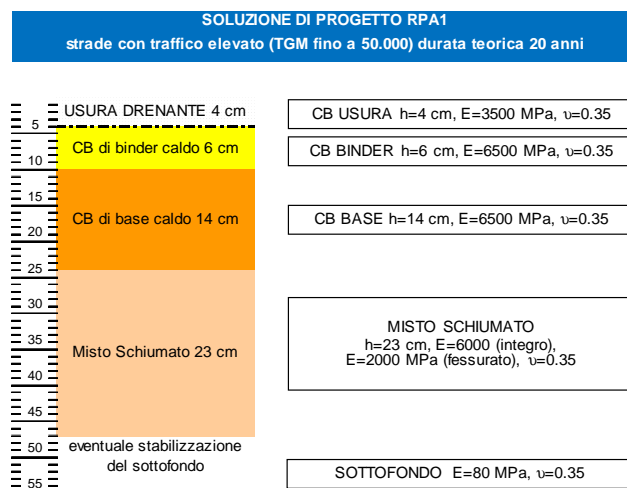 SOLUZIONE DI PROGETTO RPA1
strade con traffico elevato (TGM fino a 50.000) durata teorica 20 anni
USURA DRENANTE 4 cm
CB USURA h=4 cm, E=3500 MPa, υ=0.35
5
CB di binder caldo 6 cm
CB BINDER h=6 cm, E=6500 MPa, υ=0.35
10
15
CB di base caldo 14 cm
CB BASE h=14 cm, E=6500 MPa, υ=0.35
20
25
30
MISTO SCHIUMATO
35
h=23 cm, E=6000 (integro),
Misto Schiumato 23 cm
E=2000 MPa (fessurato), υ=0.35
40
45
50
eventuale stabilizzazione
del sottofondo
SOTTOFONDO E=80 MPa, υ=0.35
55